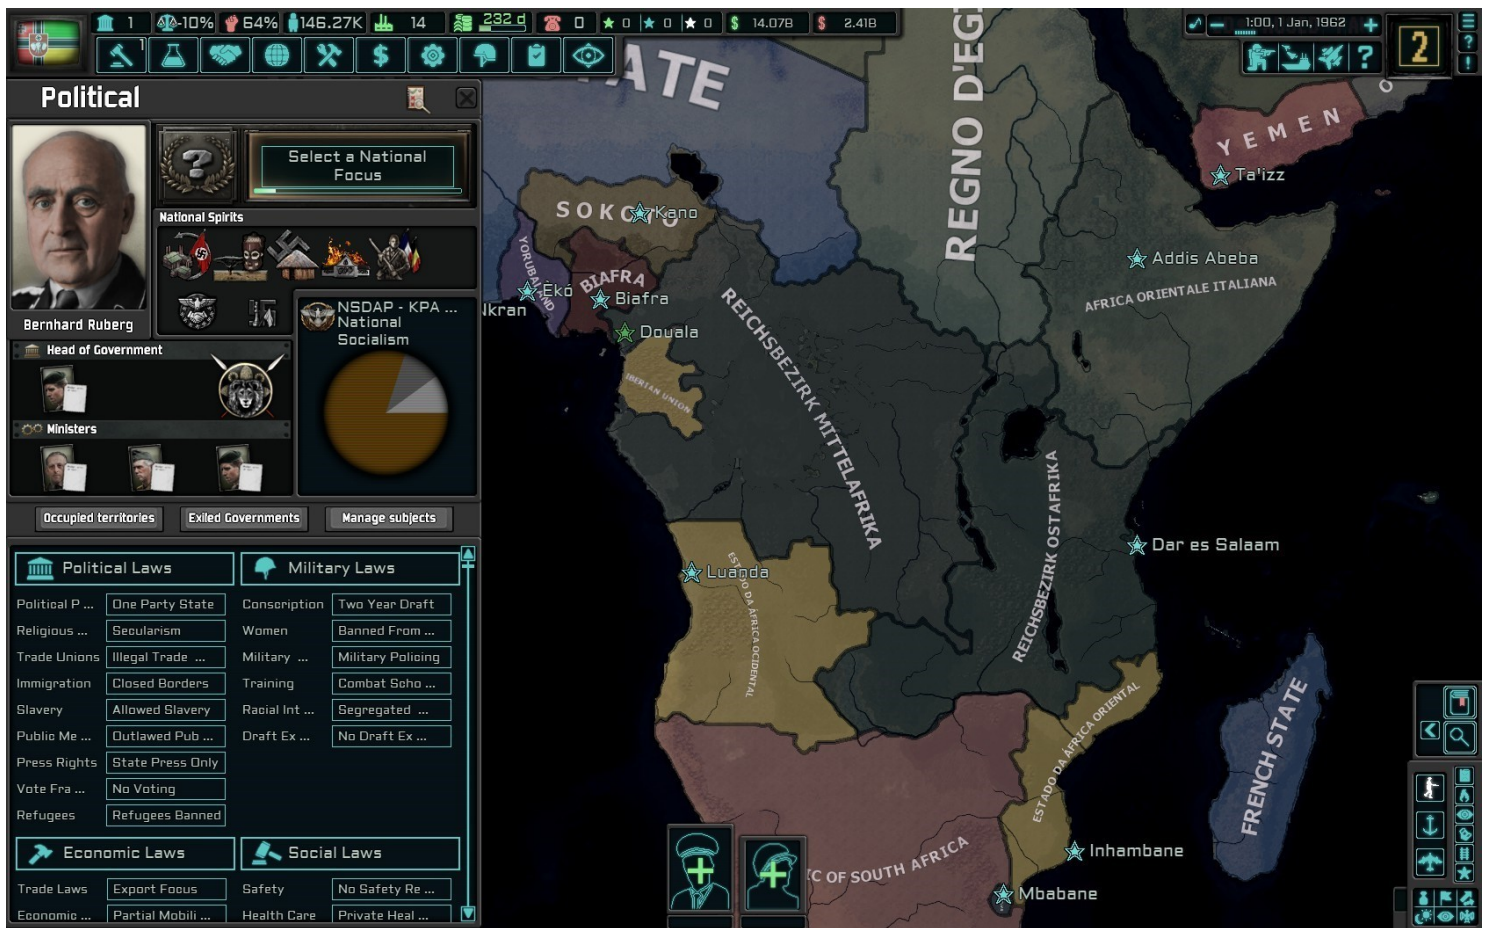 1
-10%
64%
146.27K
14
232 d
0
0
0
0
14.07B
2.41B
1:00, 1 Jan, 1962
1
2
Political
Select a National
Focus
National Spirits
Bernhard Ruberg
NSDAP - KPA ...
National
Socialism
Head of Government
Ministers
Occupied territories
Exiled Governments
Manage subjects
Political Laws
Political P ... One Party State
Religious ... Secularism
Trade Unions Illegal Trade ...
Immigration Closed Borders
Slavery Allowed Slavery
Public Me ... Outlawed Pub ...
Press Rights State Press Only
Vote Fra ... No Voting
Refugees Refugees Banned
Military Laws
Conscription Two Year Draft
Women Banned From ...
Military ... Military Policing
Training Combat Scho ...
Racial Int ... Segregated ...
Draft Ex ... No Draft Ex ...
Economic Laws
Trade Laws Export Focus
Economic ... Partial Mobili ...
Social Laws
Safety No Safety Re ...
Health Care Private Heal ...
ATE
REGNO D'EG
YEMEN
O
Ta'izz
SOKOTO
Kano
YORUBALAND
Èkó
BIAFRA
Biafra
Nkran
Douala
IBERIAN UNION
Addis Abeba
AFRICA ORIENTALE ITALIANA
REICHSBEZIRK MITTELAFRIKA
REICHSBEZIRK OSTAFRIKA
Dar es Salaam
Luanda
ESTADO DA ÁFRICA OCIDENTAL
ESTADO DA ÁFRICA ORIENTAL
FRENCH STATE
Inhambane
IC OF SOUTH AFRICA
Mbabane